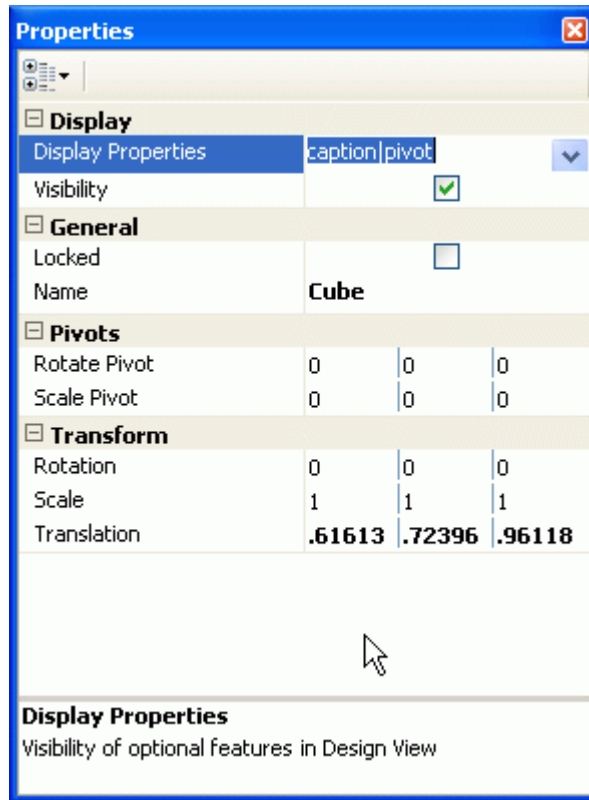 Properties
Display
Display Properties caption|pivot
Visibility
General
Locked
Name Cube
Pivots
Rotate Pivot 0 0 0
Scale Pivot 0 0 0
Transform
Rotation 0 0 0
Scale 1 1 1
Translation .61613 .72396 .96118
Display Properties
Visibility of optional features in Design View